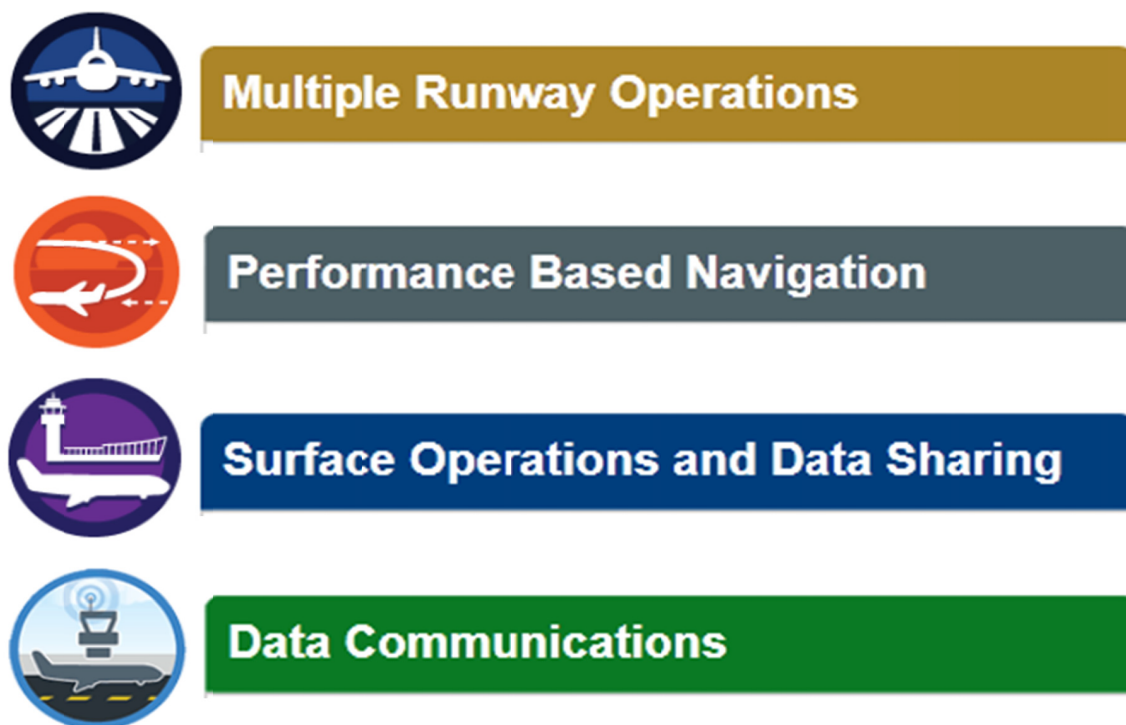 Multiple Runway Operations
Performance Based Navigation
Surface Operations and Data Sharing
Data Communications